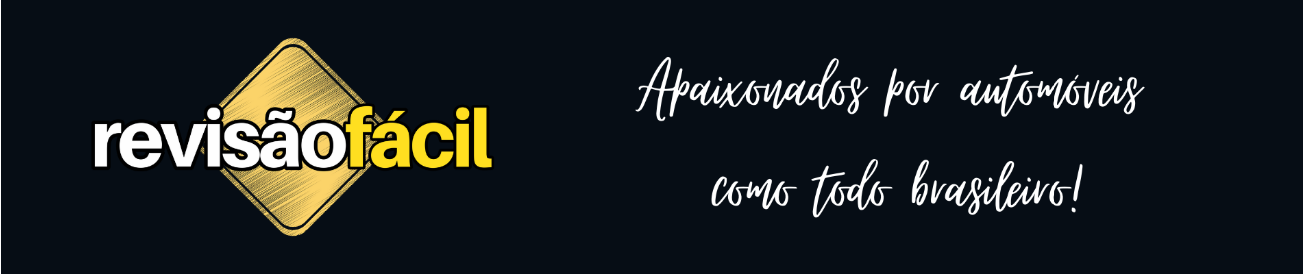 revisãofácil
Apaixonados por automóveis
como todo brasileiro!